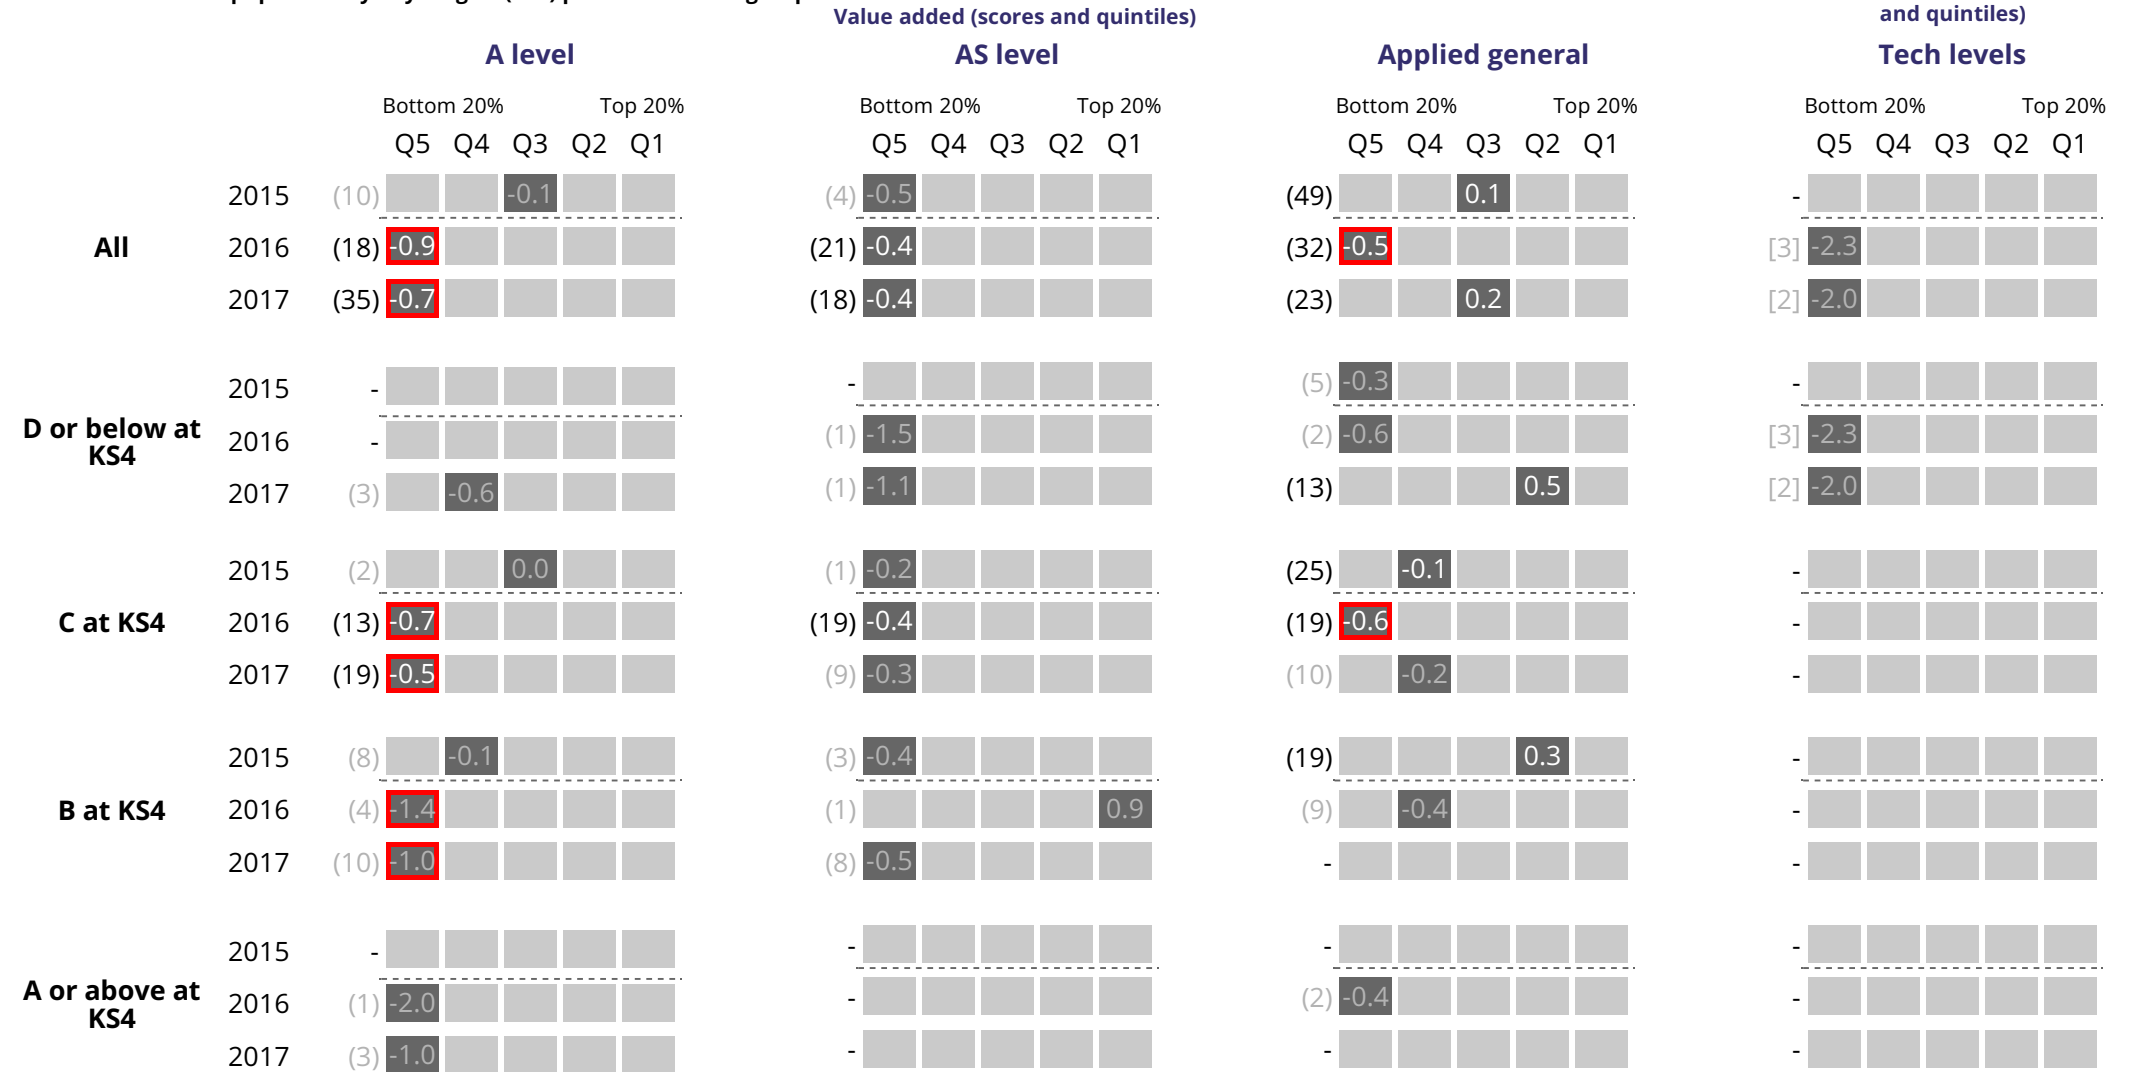 Value added (scores and quintiles)
and quintiles)
A level AS level Applied general Tech levels
Bottom 20% Top 20% Bottom 20% Top 20% Bottom 20% Top 20% Bottom 20% Top 20%
Q5 Q4 Q3 Q2 Q1 Q5 Q4 Q3 Q2 Q1 Q5 Q4 Q3 Q2 Q1 Q5 Q4 Q3 Q2 Q1
All
2015 (10) -0.1 (4) -0.5 (49) 0.1 -
2016 (18) -0.9 (21) -0.4 (32) -0.5 [3] -2.3
2017 (35) -0.7 (18) -0.4 (23) 0.2 [2] -2.0
D or below at
KS4
2015 - - (5) -0.3 -
2016 - (1) -1.5 (2) -0.6 [3] -2.3
2017 (3) -0.6 (1) -1.1 (13) 0.5 [2] -2.0
C at KS4
2015 (2) 0.0 (1) -0.2 (25) -0.1 -
2016 (13) -0.7 (19) -0.4 (19) -0.6 -
2017 (19) -0.5 (9) -0.3 (10) -0.2 -
B at KS4
2015 (8) -0.1 (3) -0.4 (19) 0.3 -
2016 (4) -1.4 (1) 0.9 (9) -0.4 -
2017 (10) -1.0 (8) -0.5 - -
A or above at
KS4
2015 - - - -
2016 (1) -2.0 - (2) -0.4 -
2017 (3) -1.0 - - -